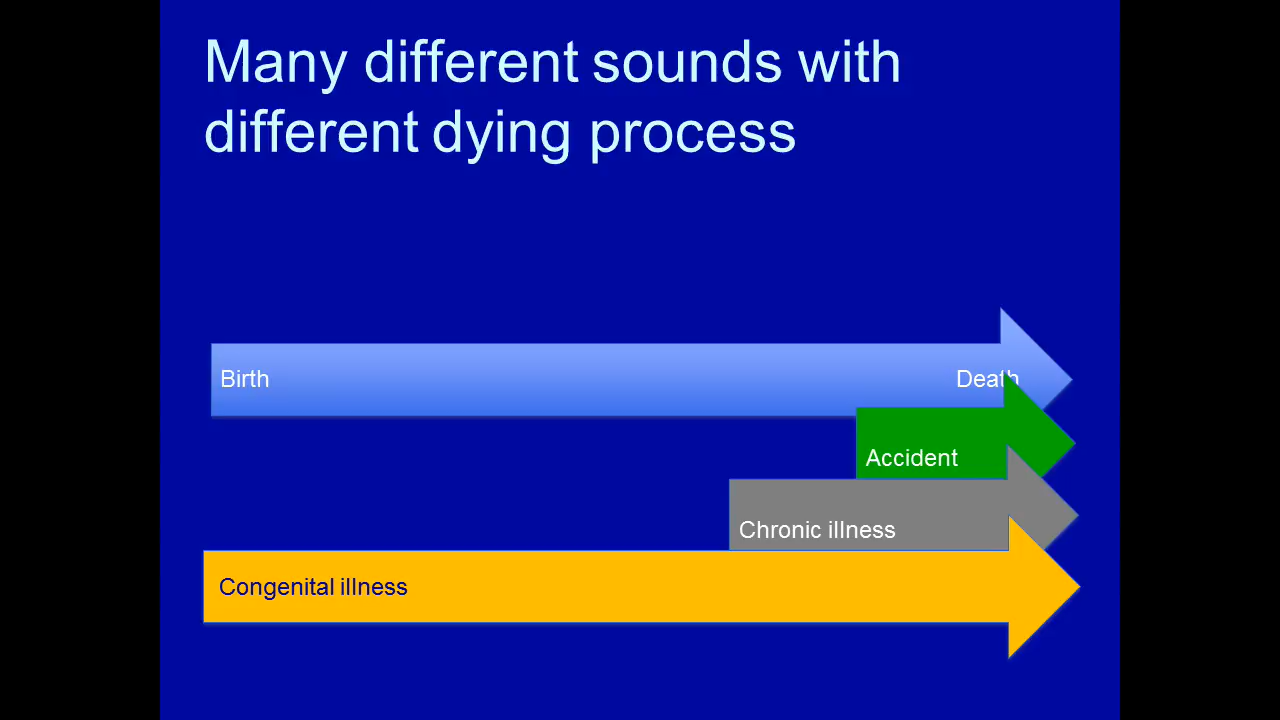 Many different sounds with
different dying process
Birth Death
Accident
Chronic illness
Congenital illness